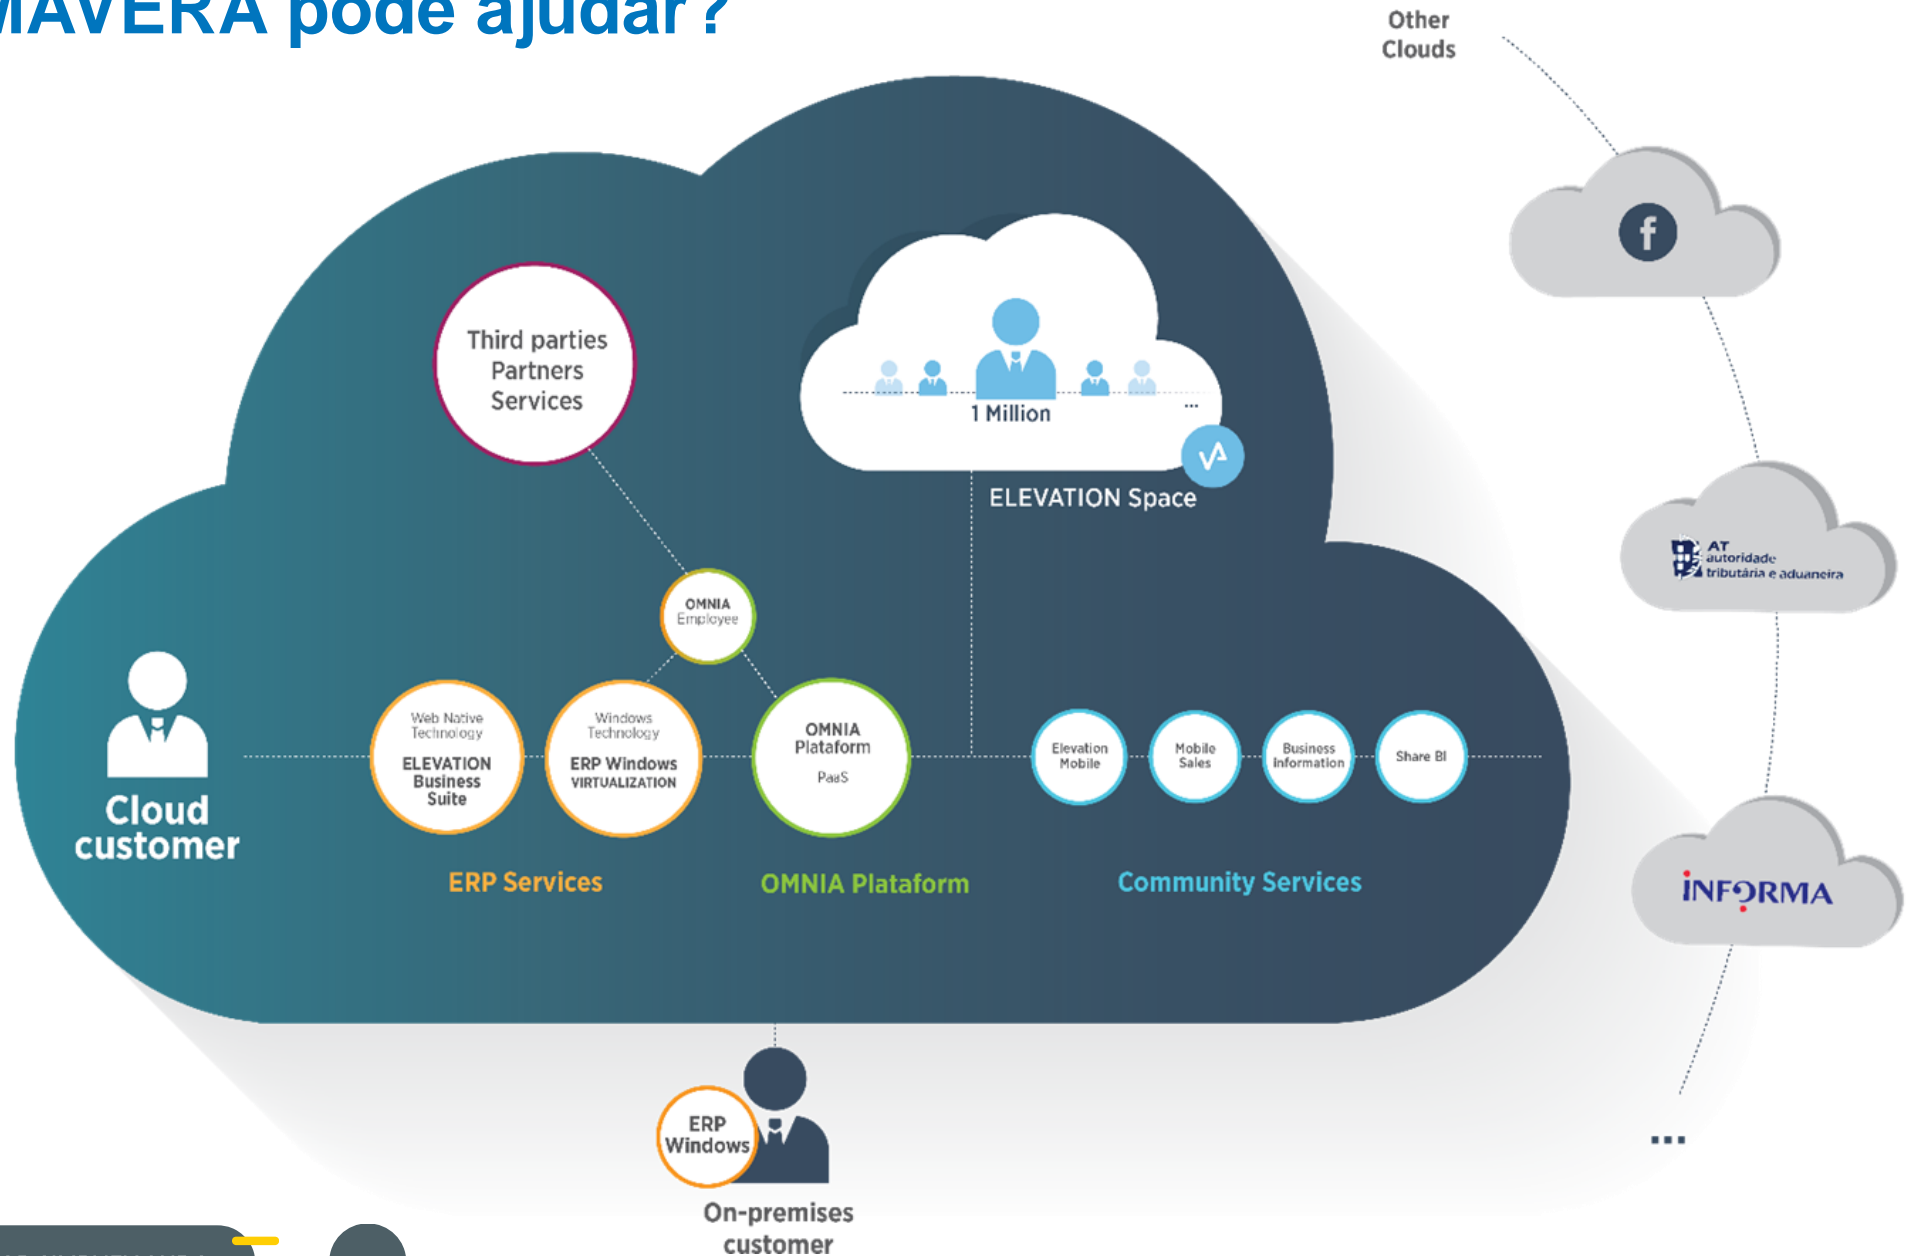 MAVERA pode ajudar?
Other
Clouds
f
Third parties
Partners
Services
1 Million
...
ELEVATION Space
AT
autoridade
tributária e aduaneira
OMNIA
Employee
Web Native
Technology
ELEVATION
Business
Suite
Windows
Technology
ERP Windows
VIRTUALIZATION
OMNIA
Plataform
PaaS
Elevation
Mobile
Mobile
Sales
Business
Information
Share BI
Cloud
customer
ERP Services
OMNIA Plataform
Community Services
INFORMA
ERP
Windows
On-premises
customer
...